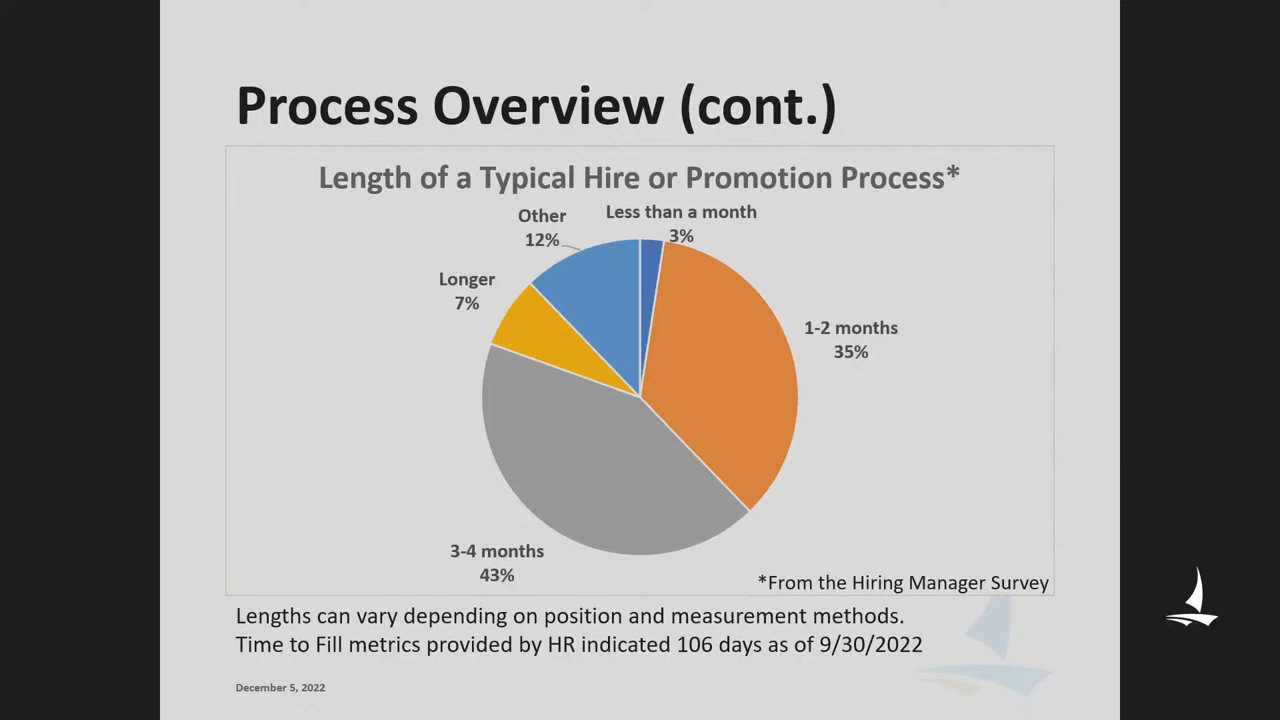 Process Overview (cont.)
Length of a Typical Hire or Promotion Process*
Other
12%
Less than a month
3%
Longer
7%
1-2 months
35%
3-4 months
43%
*From the Hiring Manager Survey
Lengths can vary depending on position and measurement methods.
Time to Fill metrics provided by HR indicated 106 days as of 9/30/2022
December 5, 2022